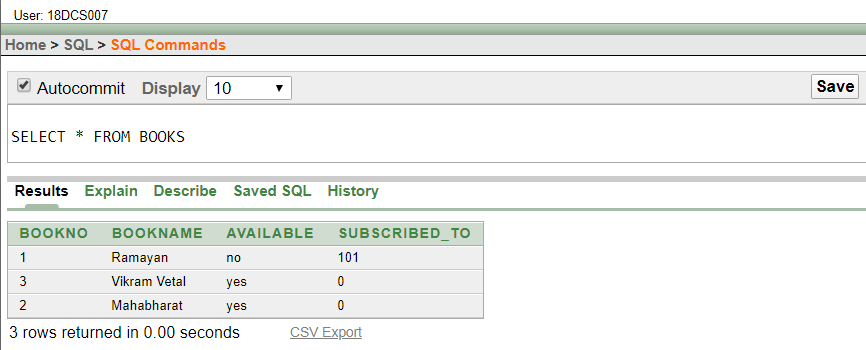 User: 18DCS007
Home > SQL > SQL Commands
Autocommit Display 10 Save
SELECT * FROM BOOKS
Results Explain Describe Saved SQL History
BOOKNO BOOKNAME AVAILABLE SUBSCRIBED_TO
1 Ramayan no 101
3 Vikram Vetal yes 0
2 Mahabharat yes 0
3 rows returned in 0.00 seconds CSV Export